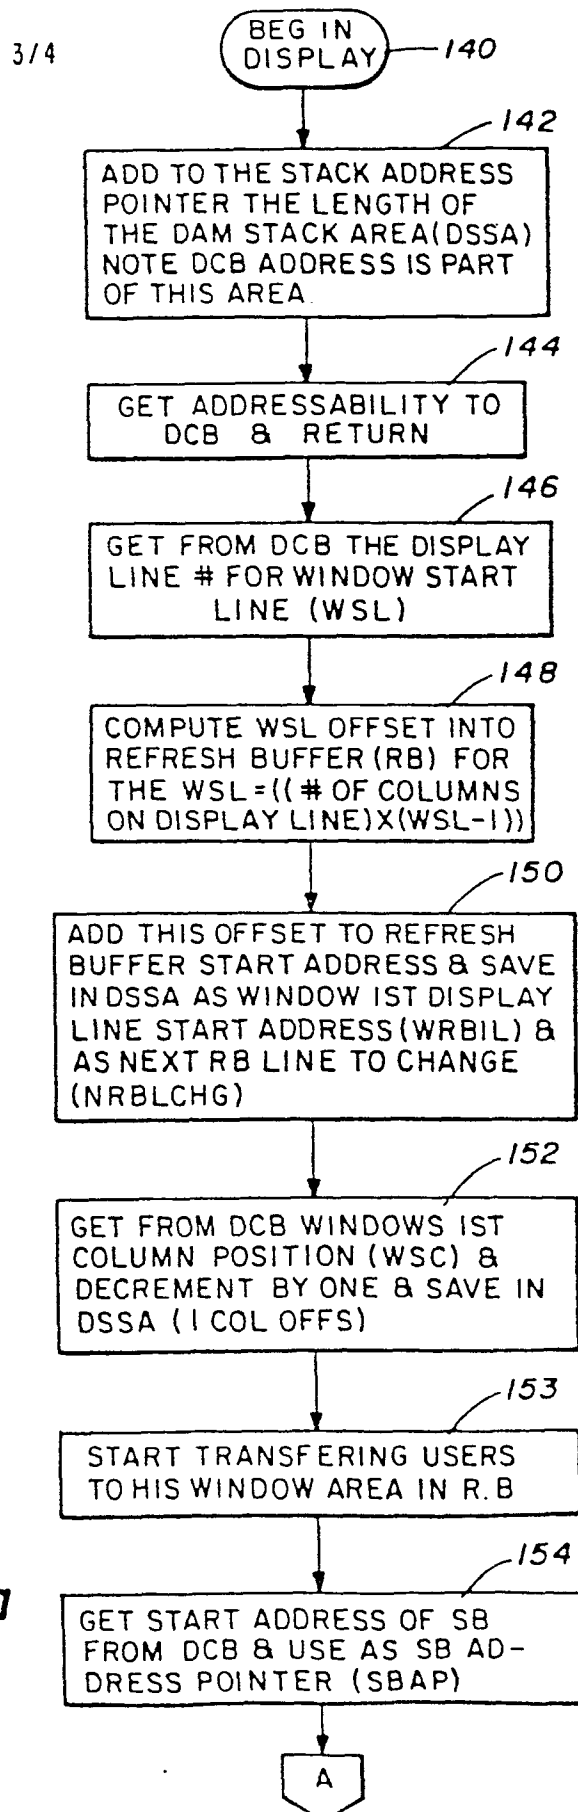 3/4
BEG IN
DISPLAY
140
142
ADD TO THE STACK ADDRESS
POINTER THE LENGTH OF
THE DAM STACK AREA(DSSA)
NOTE DCB ADDRESS IS PART
OF THIS AREA.
144
GET ADDRESSABILITY TO
DCB & RETURN
146
GET FROM DCB THE DISPLAY
LINE # FOR WINDOW START
LINE (WSL)
148
COMPUTE WSL OFFSET INTO
REFRESH BUFFER (RB) FOR
THE WSL=((# OF COLUMNS
ON DISPLAY LINE)X(WSL-1))
150
ADD THIS OFFSET TO REFRESH
BUFFER START ADDRESS & SAVE
IN DSSA AS WINDOW IST DISPLAY
LINE START ADDRESS (WRBIL) &
AS NEXT RB LINE TO CHANGE
(NRBLCHG)
152
GET FROM DCB WINDOWS IST
COLUMN POSITION (WSC) &
DECREMENT BY ONE & SAVE IN
DSSA (I COL OFFS)
153
START TRANSFERING USERS
TO HIS WINDOW AREA IN R.B
154
GET START ADDRESS OF SB
FROM DCB & USE AS SB AD-
DRESS POINTER (SBAP)
A